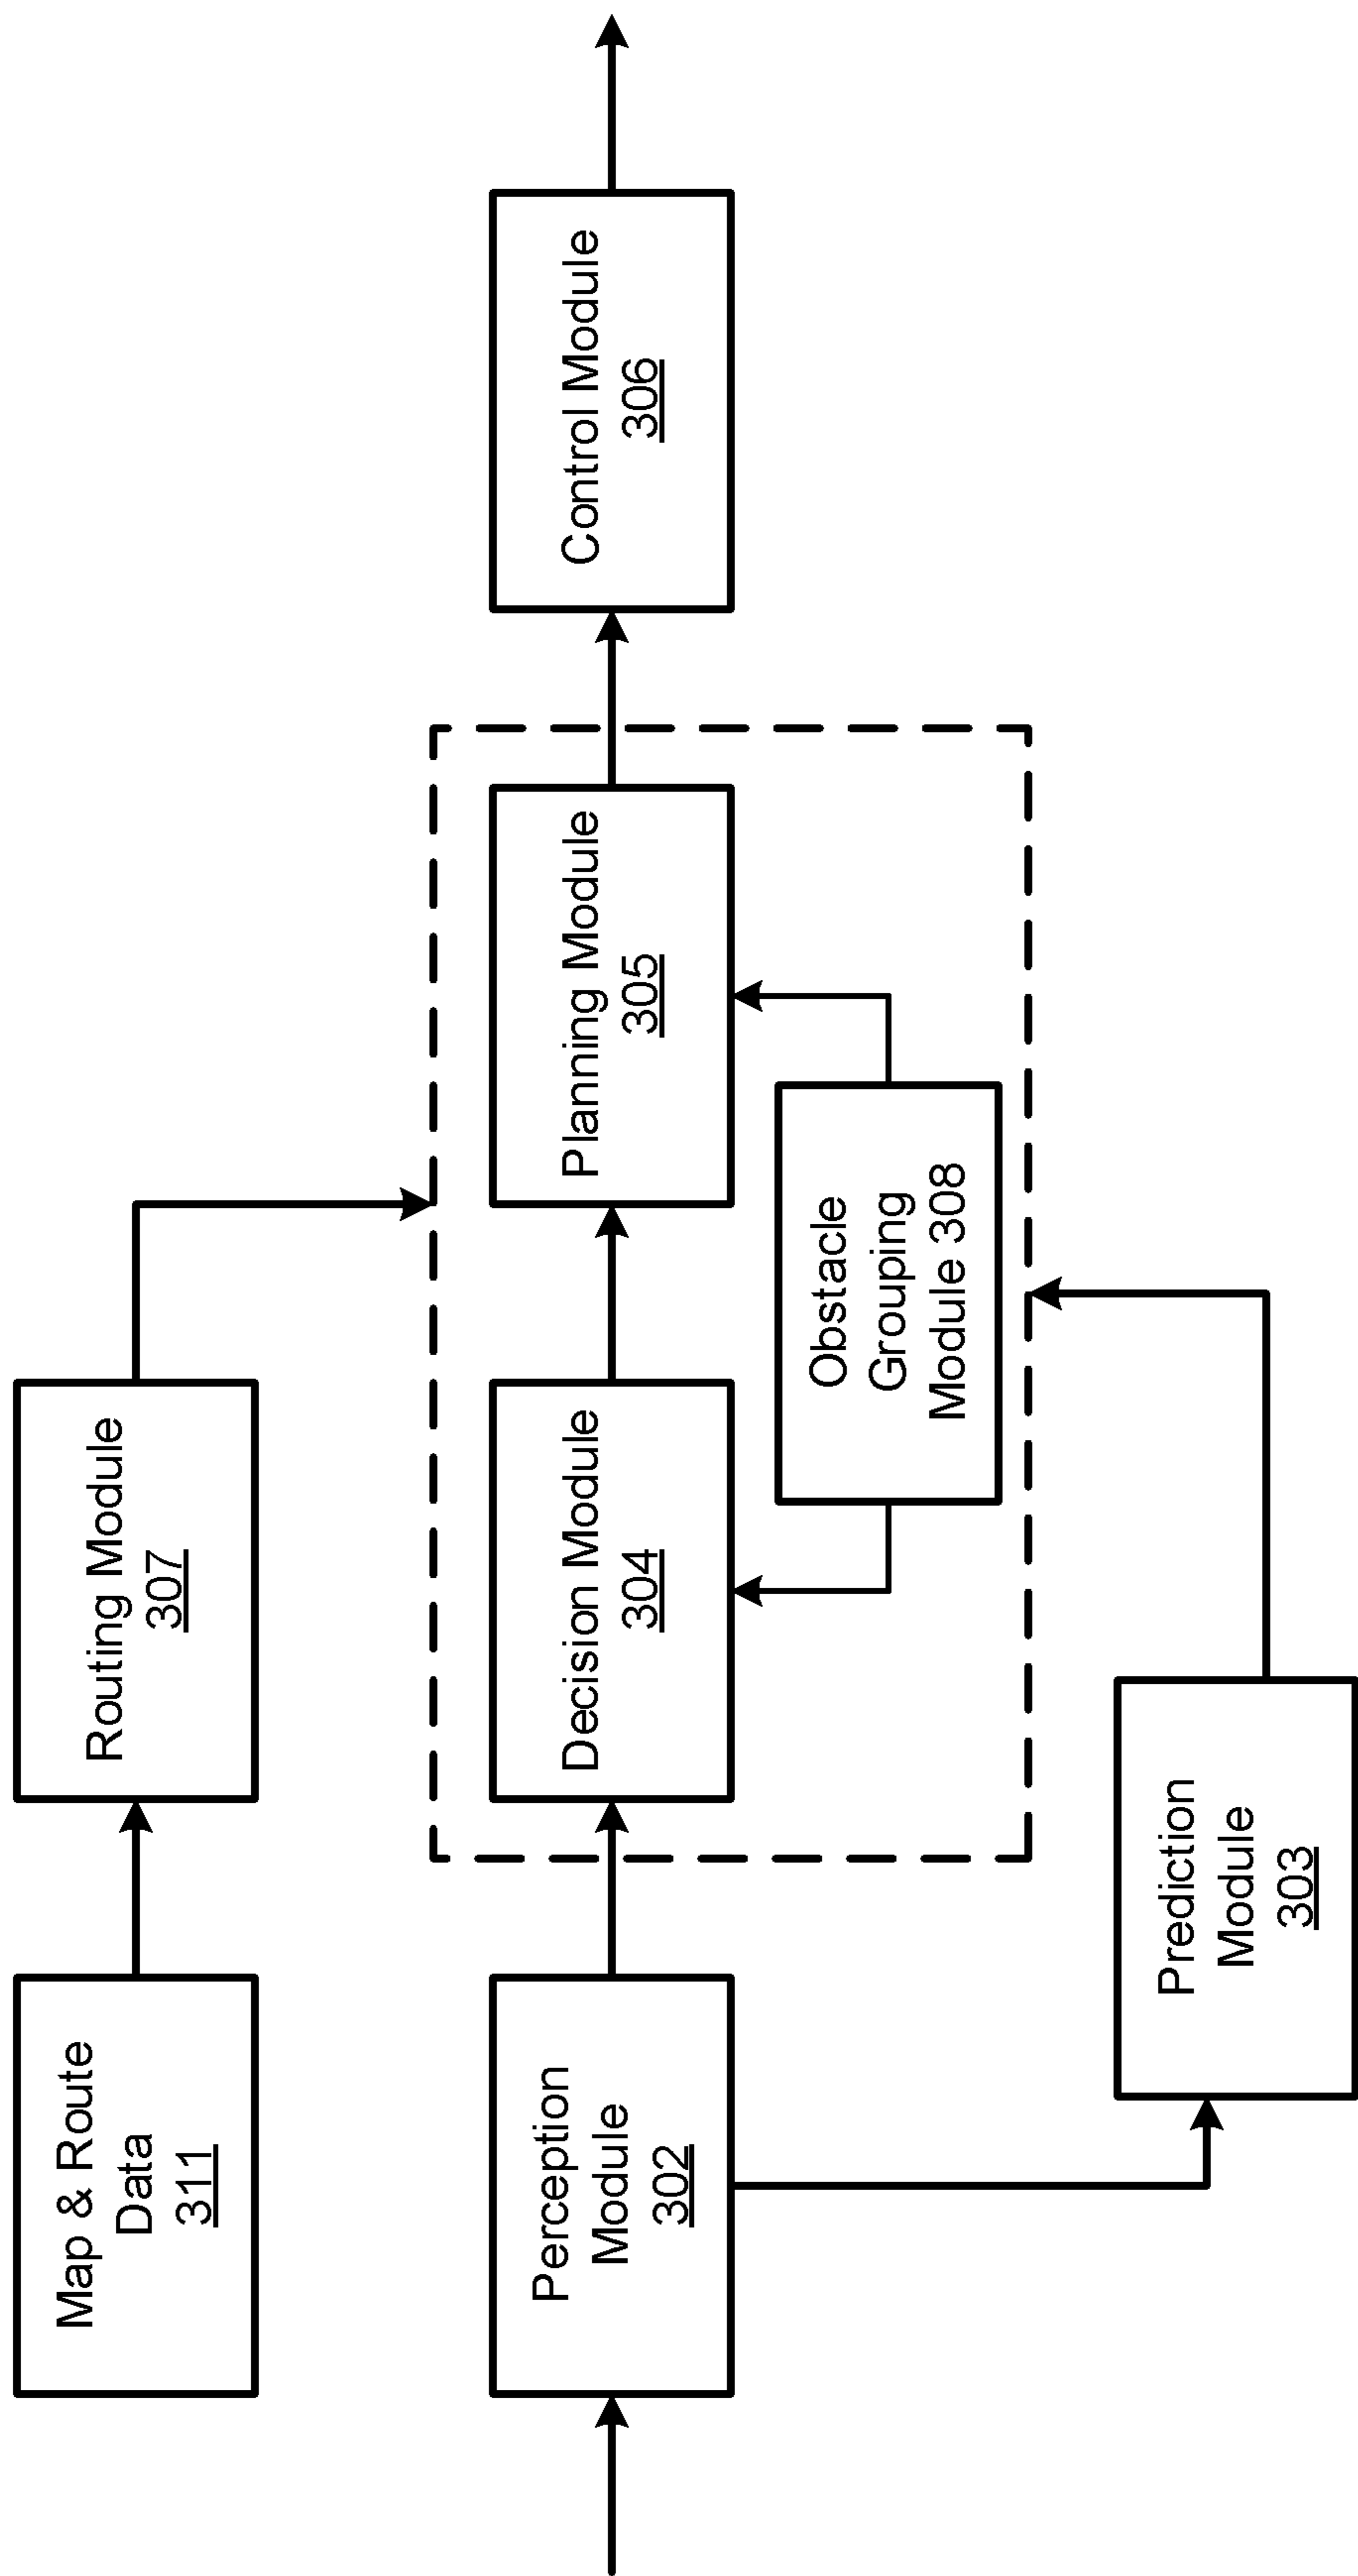 Map & Route
Data
311
Routing Module
307
Perception
Module
302
Decision Module
304
Planning Module
305
Control Module
306
Obstacle
Grouping
Module 308
Prediction
Module
303